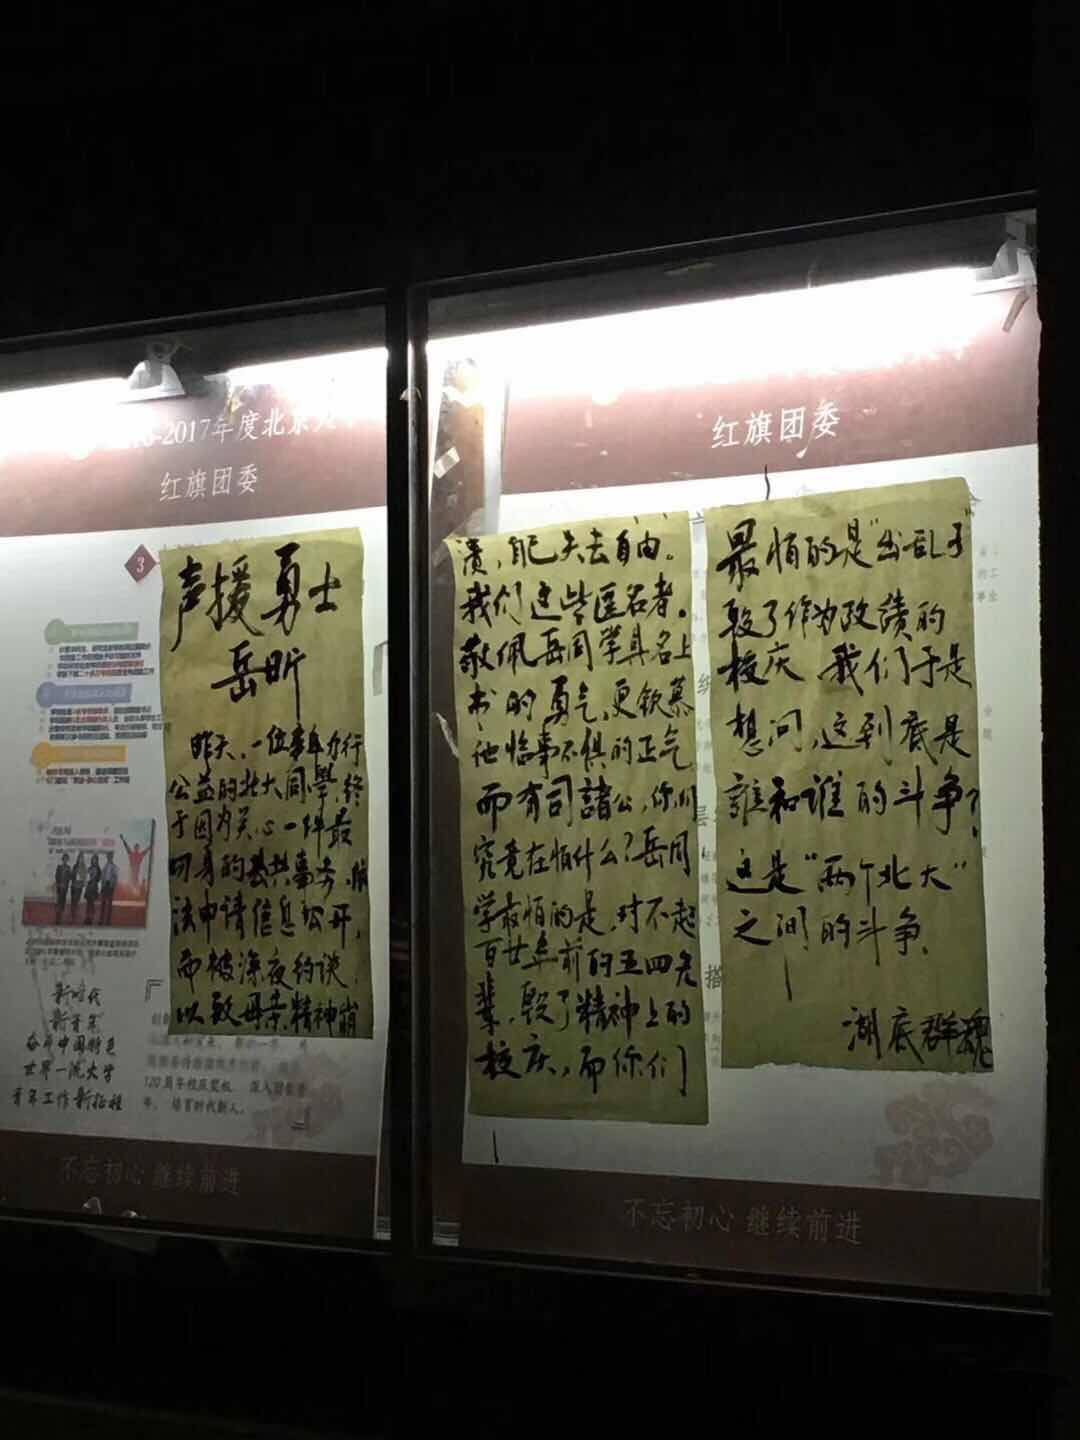 2017年度北京大
红旗团委
3
声援勇士
岳昕
昨天,一位多年力行
公益的北大同學,终
于因为关心一件最
切身的公共事务,依
法申请信息公开,
而被深夜约谈,
以致母亲精神崩
新时代
新青年
奋斗中国特色
世界一流大学
青年工作新征程
不忘初心 继续前进
红旗团委
溃,自己失去自由。
我们这些匿名者。
敬佩岳同学具名上
书的勇气,更钦慕
他临事不惧的正气
而有司諸公,你们
究竟在怕什么?岳同
学最怕的是,对不起
百廿年前的五四先
辈,毁了精神上的
校庆,而你们
最怕的是"出乱子"
毁了作为政绩的
校庆,我们于是
想问,这到底是
誰和谁的斗争?
这是"两个北大"
之间的斗争。
湖底群魂
不忘初心 继续前进